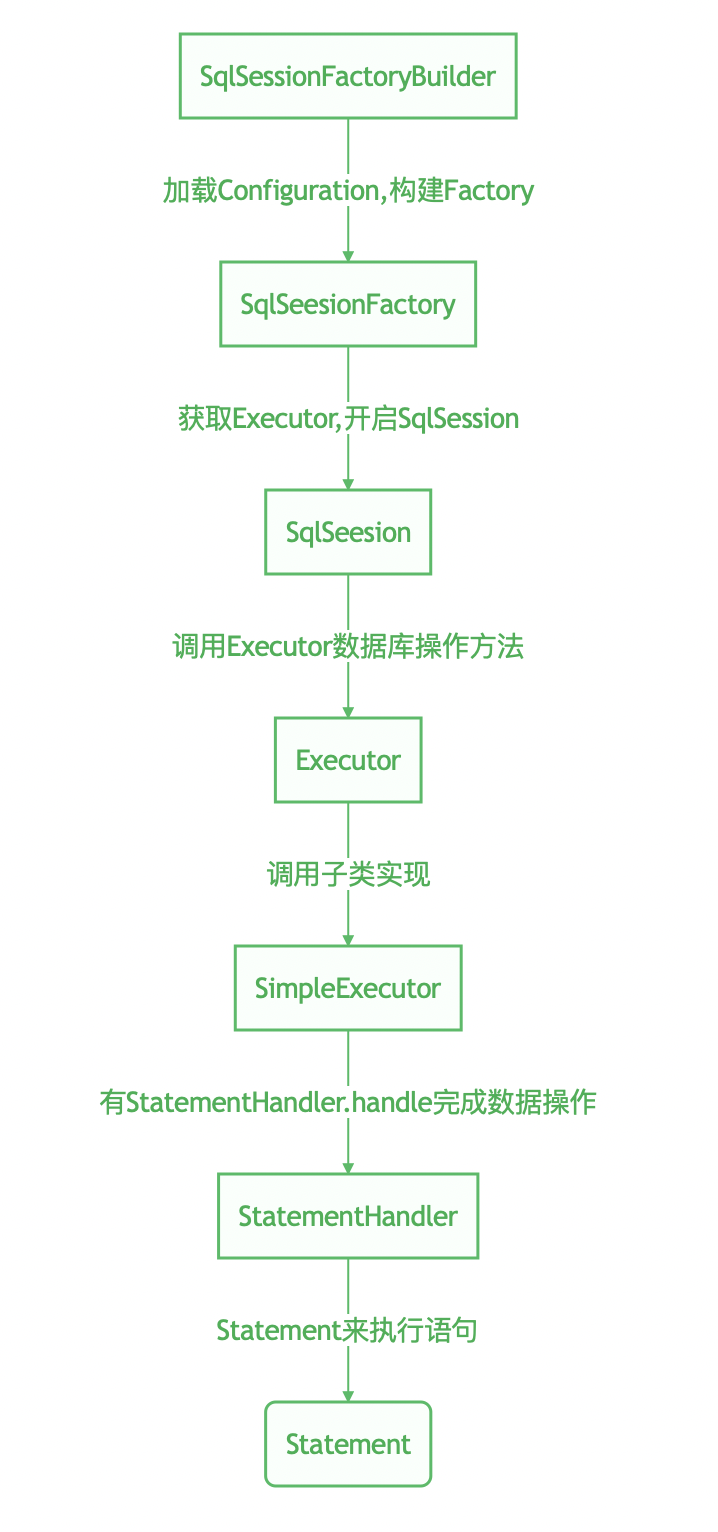 SqlSessionFactoryBuilder
加载Configuration,构建Factory
SqlSeesionFactory
获取Executor,开启SqlSession
SqlSeesion
调用Executor数据库操作方法
Executor
调用子类实现
SimpleExecutor
有StatementHandler.handle完成数据操作
StatementHandler
Statement来执行语句
Statement